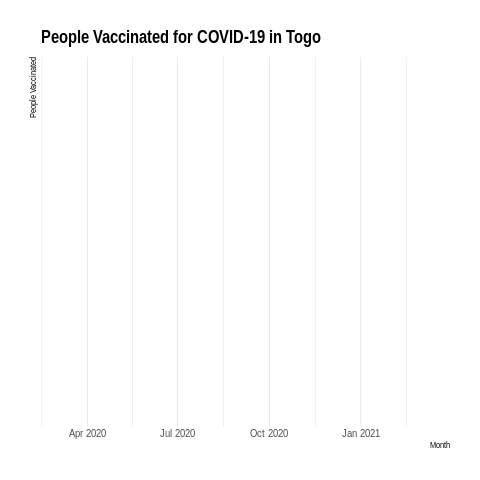 People Vaccinated for COVID-19 in Togo
People Vaccinated
Apr 2020
Jul 2020
Oct 2020
Jan 2021
Month